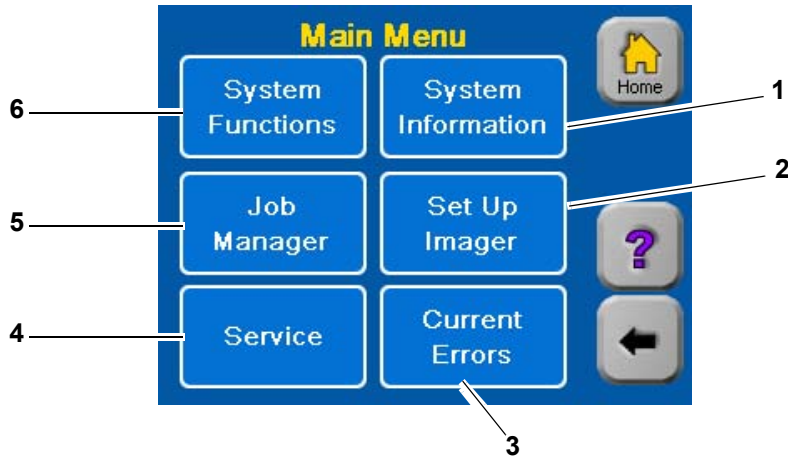 Main Menu
System
Functions
System
Information
Home
1
6
2
Job
Manager
Set Up
Imager
?
5
Service
Current
Errors
4
3